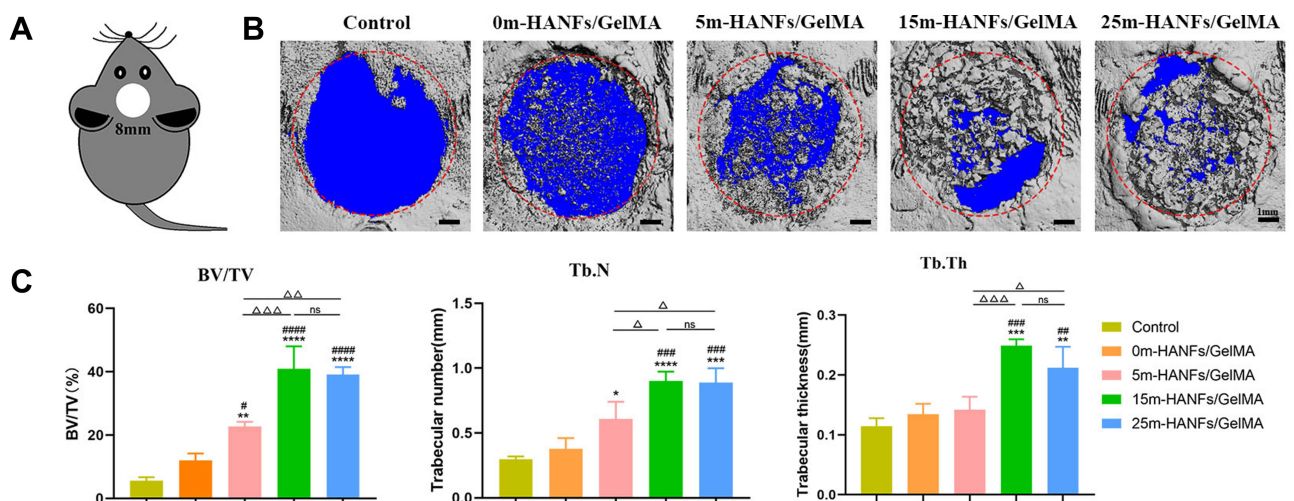 A
8mm
B
Control
0m-HANFs/GelMA
5m-HANFs/GelMA
15m-HANFs/GelMA
25m-HANFs/GelMA
1mm
C
BV/TV
BV/TV(%)
60
40
20
0
#
**
####
****
####
****
△△△
ns
△△
Tb.N
Trabecular number(mm)
1.5
1.0
0.5
0.0
*
###
****
###
***
△
ns
△
Tb.Th
Trabecular thickness(mm)
0.3
0.2
0.1
0.0
###
***
##
**
△△△
ns
△
Control
0m-HANFs/GelMA
5m-HANFs/GelMA
15m-HANFs/GelMA
25m-HANFs/GelMA